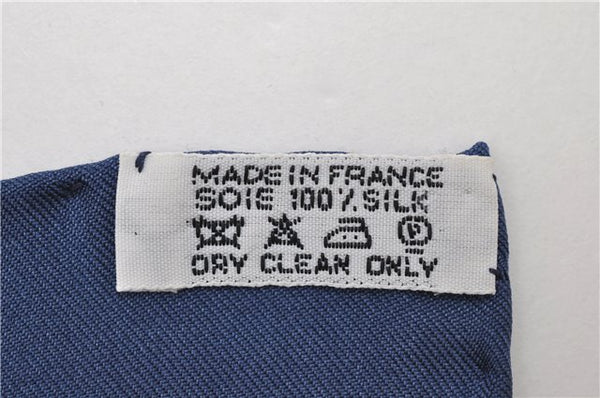 MADE IN FRANCE
SOIE 100% SILK
P
DRY CLEAN ONLY